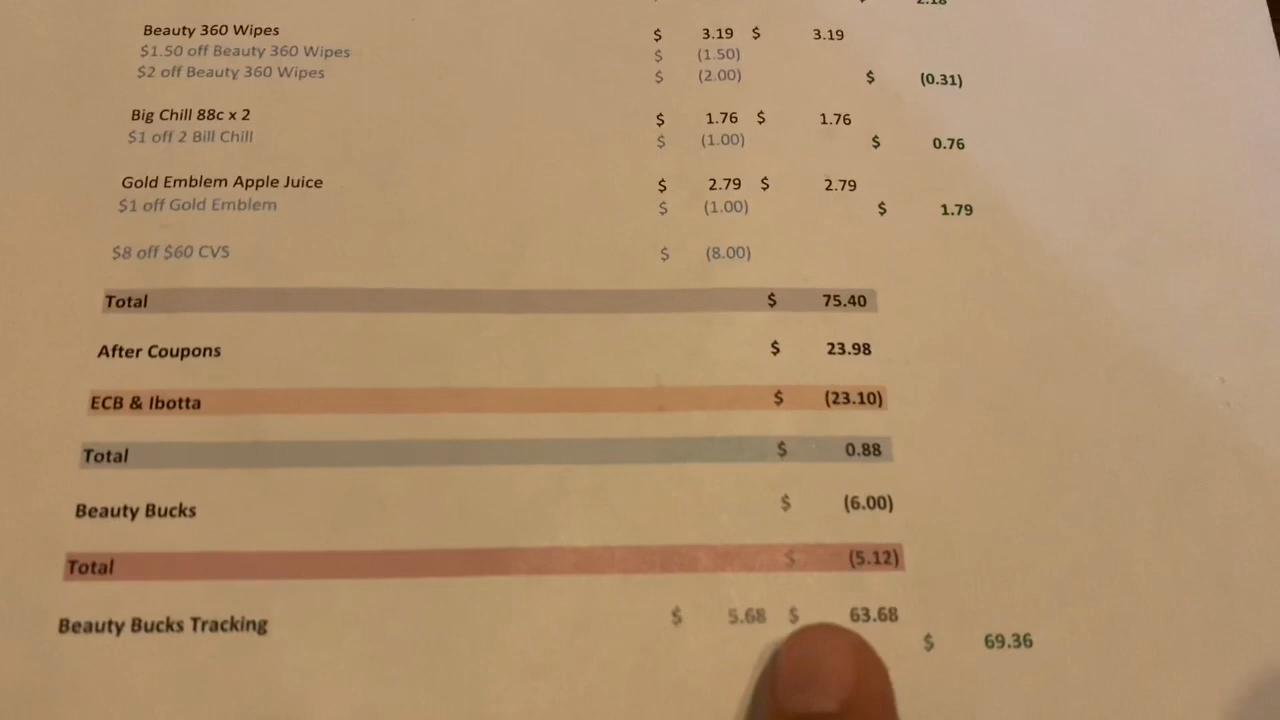 $ 2.18
Beauty 360 Wipes $ 3.19 $ 3.19
$1.50 off Beauty 360 Wipes $ (1.50)
$2 off Beauty 360 Wipes $ (2.00) $ (0.31)
Big Chill 88c x 2 $ 1.76 $ 1.76
$1 off 2 Bill Chill $ (1.00) $ 0.76
Gold Emblem Apple Juice $ 2.79 $ 2.79
$1 off Gold Emblem $ (1.00) $ 1.79
$8 off $60 CVS $ (8.00)
Total $ 75.40
After Coupons $ 23.98
ECB & Ibotta $ (23.10)
Total $ 0.88
Beauty Bucks $ (6.00)
Total $ (5.12)
Beauty Bucks Tracking $ 5.68 $ 63.68
$ 69.36